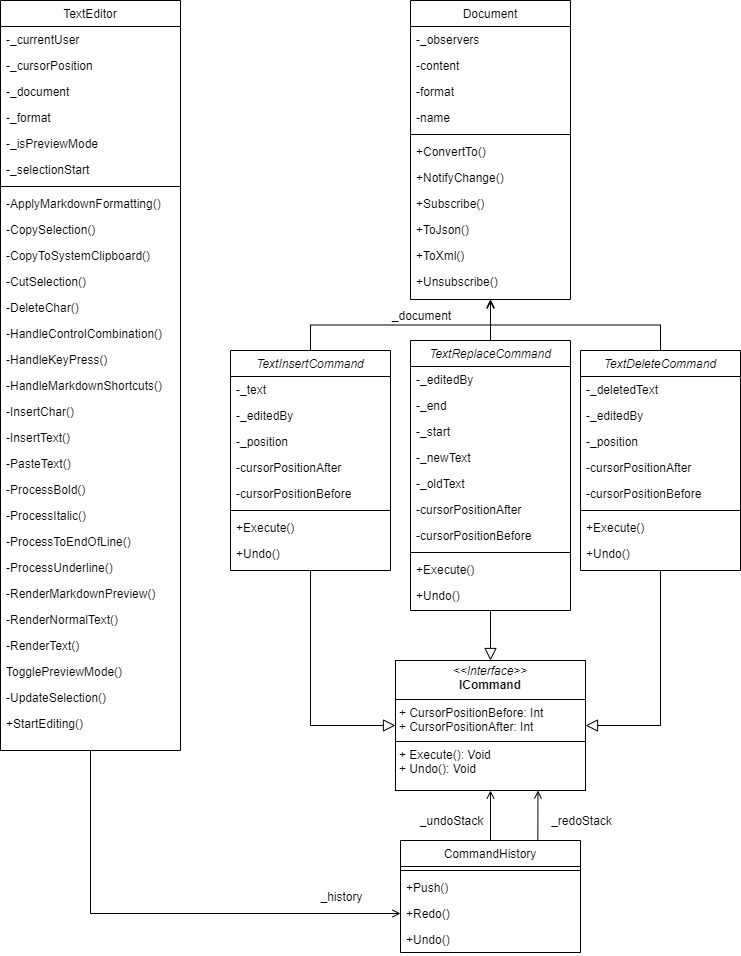 TextEditor
-_currentUser
-_cursorPosition
-_document
-_format
-_isPreviewMode
-_selectionStart
-ApplyMarkdownFormatting()
-CopySelection()
-CopyToSystemClipboard()
-CutSelection()
-DeleteChar()
-HandleControlCombination()
-HandleKeyPress()
-HandleMarkdownShortcuts()
-InsertChar()
-InsertText()
-PasteText()
-ProcessBold()
-ProcessItalic()
-ProcessToEndOfLine()
-ProcessUnderline()
-RenderMarkdownPreview()
-RenderNormalText()
-RenderText()
TogglePreviewMode()
-UpdateSelection()
+StartEditing()
Document
-_observers
-content
-format
-name
+ConvertTo()
+NotifyChange()
+Subscribe()
+ToJson()
+ToXml()
+Unsubscribe()
_document
TextInsertCommand
-_text
-_editedBy
-_position
-cursorPositionAfter
-cursorPositionBefore
+Execute()
+Undo()
TextReplaceCommand
-_editedBy
-_end
-_start
-_newText
-_oldText
-cursorPositionAfter
-cursorPositionBefore
+Execute()
+Undo()
TextDeleteCommand
-_deletedText
-_editedBy
-_position
-cursorPositionAfter
-cursorPositionBefore
+Execute()
+Undo()
<<Interface>>
ICommand
+ CursorPositionBefore: Int
+ CursorPositionAfter: Int
+ Execute(): Void
+ Undo(): Void
_undoStack
_redoStack
CommandHistory
+Push()
+Redo()
+Undo()
_history